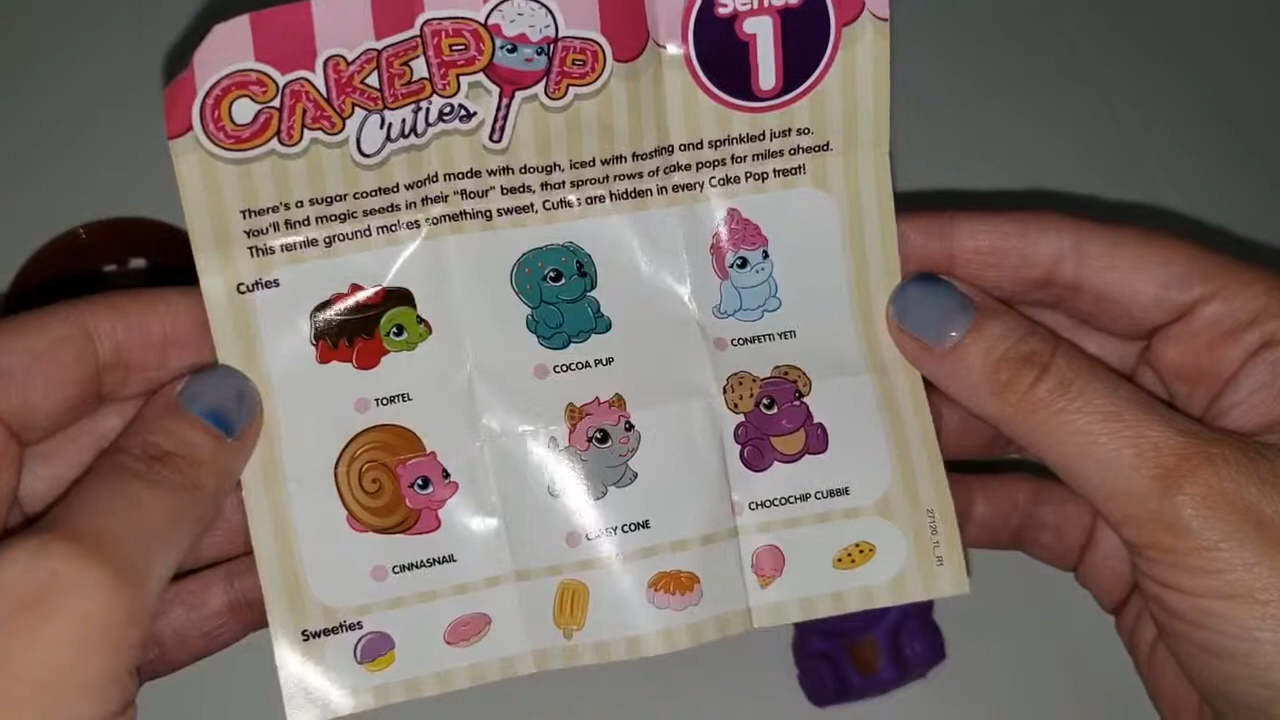 CAKEPOP
Cuties
Series
1
There's a sugar coated world made with dough, iced with frosting and sprinkled just so.
You'll find magic seeds in their "flour" beds, that sprout rows of cake pops for miles ahead.
This fertile ground makes something sweet, Cuties are hidden in every Cake Pop treat!
Cuties
TORTEL
COCOA PUP
CONFETTI YETI
CINNASNAIL
CONE
CHOCOCHIP CUBBIE
Sweeties
27120_1L_R1